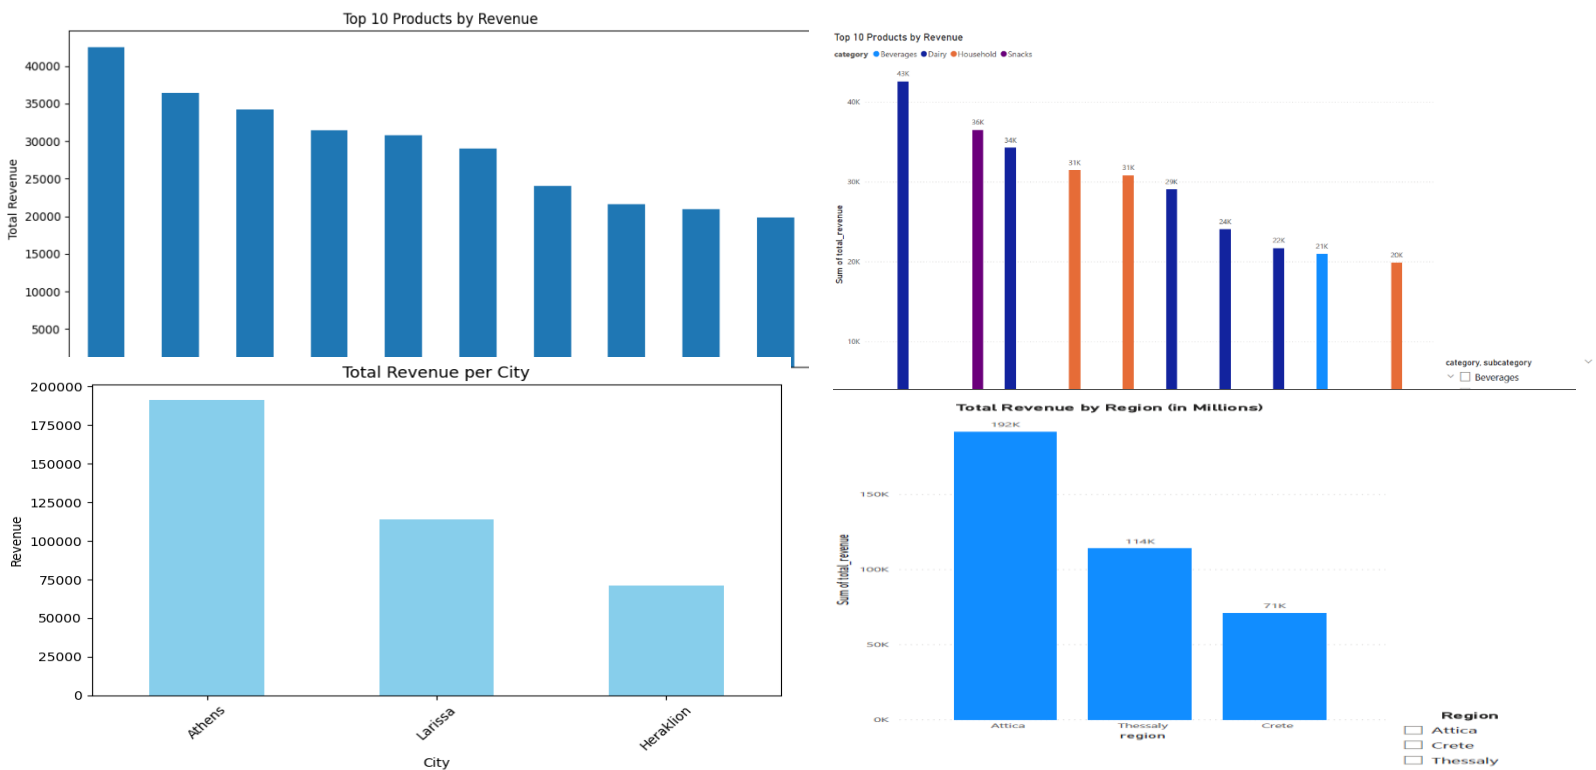 Top 10 Products by Revenue
40000
35000
30000
25000
20000
15000
10000
5000
Total Revenue
Top 10 Products by Revenue
category Beverages Dairy Household Snacks
43K
40K
36K
34K
31K
31K
30K
29K
24K
22K
21K
20K
20K
10K
Sum of total_revenue
category, subcategory
Beverages
Total Revenue per City
200000
175000
150000
125000
100000
75000
50000
25000
0
Revenue
Athens
Larissa
Heraklion
City
Total Revenue by Region (in Millions)
192K
150K
114K
100K
71K
50K
0K
Sum of total_revenue
Attica
Thessaly
Crete
region
Region
Attica
Crete
Thessaly